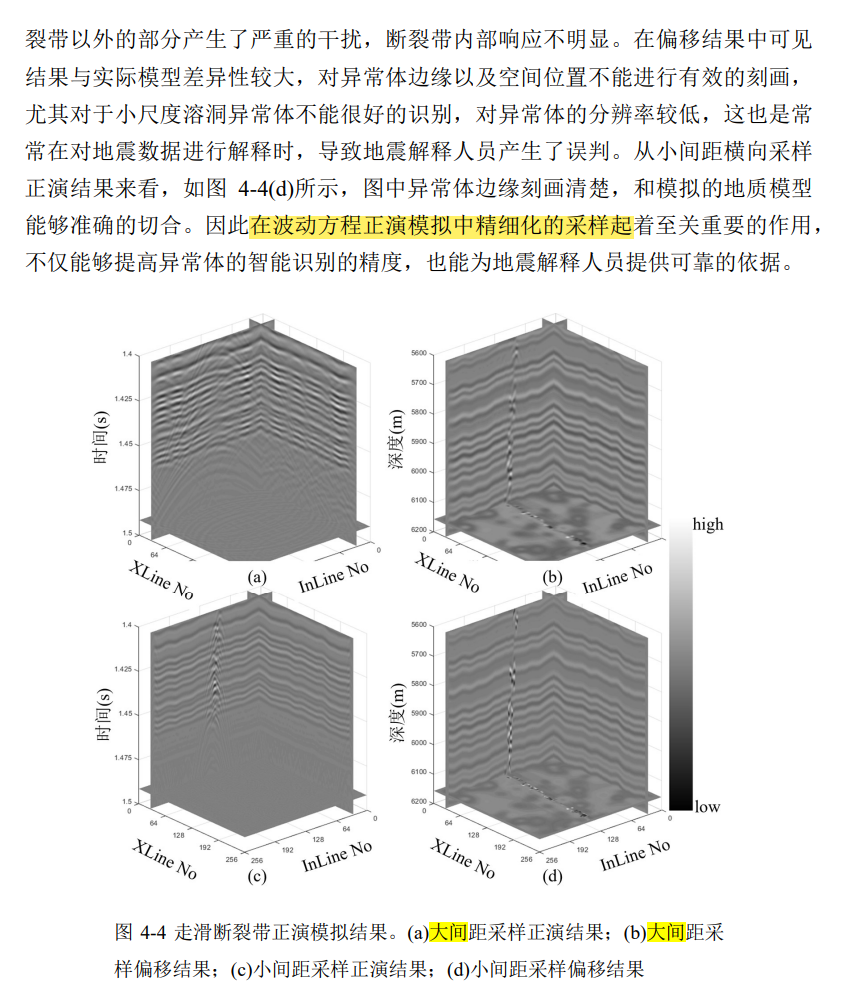 裂带以外的部分产生了严重的干扰，断裂带内部响应不明显。在偏移结果中可见
结果与实际模型差异性较大，对异常体边缘以及空间位置不能进行有效的刻画，
尤其对于小尺度溶洞异常体不能很好的识别，对异常体的分辨率较低，这也是常
常在对地震数据进行解释时，导致地震解释人员产生了误判。从小间距横向采样
正演结果来看，如图 4-4(d)所示，图中异常体边缘刻画清楚，和模拟的地质模型
能够准确的切合。因此在波动方程正演模拟中精细化的采样起着至关重要的作用，
不仅能够提高异常体的智能识别的精度，也能为地震解释人员提供可靠的依据。
1.4
1.425
1.45
1.475
1.5
时间(s)
0
64
XLine No
InLine No
0
(a)
5600
5700
5800
5900
6000
6100
6200
深度(m)
0
64
XLine No
InLine No
(b)
high
low
1.4
1.425
1.45
1.475
1.5
时间(s)
0
64
128
192
256
XLine No
256
192
128
64
0
InLine No
(c)
5600
5700
5800
5900
6000
6100
6200
深度(m)
0
64
128
192
256
XLine No
256
192
128
64
0
InLine No
(d)
图 4-4 走滑断裂带正演模拟结果。(a)大间距采样正演结果；(b)大间距采
样偏移结果；(c)小间距采样正演结果；(d)小间距采样偏移结果